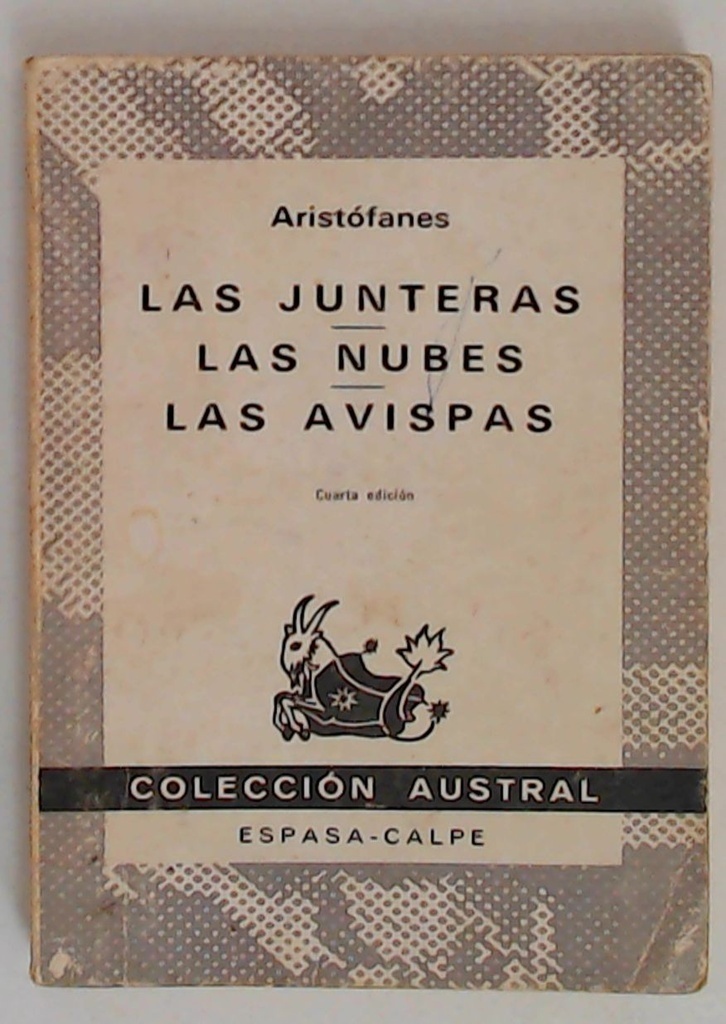 Aristófanes
LAS JUNTERAS
LAS NUBES
LAS AVISPAS
Cuarta edición
COLECCIÓN AUSTRAL
ESPASA-CALPE